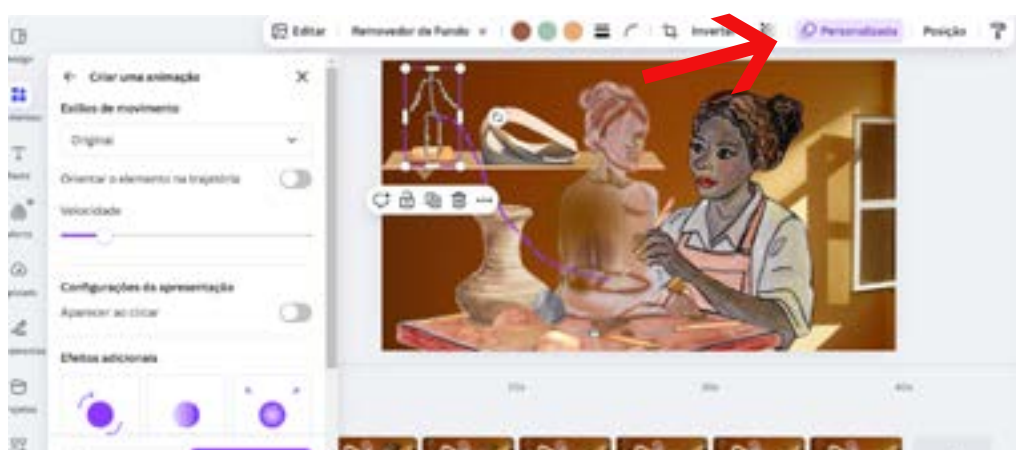 Editar
Removedor de Fundo
Inverter
Personalizada
Posição
Criar uma animação
Estilos de movimento
Original
Orientar o elemento na trajetória
Velocidade
Configurações da apresentação
Aparecer ao clicar
Efeitos adicionais